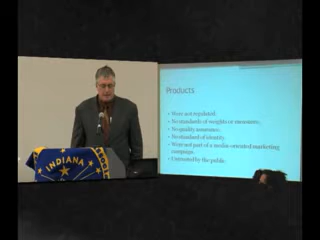 Products
• Were not regulated.
• No standards of weights or measures.
• No quality assurance.
• No standard of identity.
• Were not part of a media-oriented marketing
campaign.
• Untrusted by the public.
INDIANA